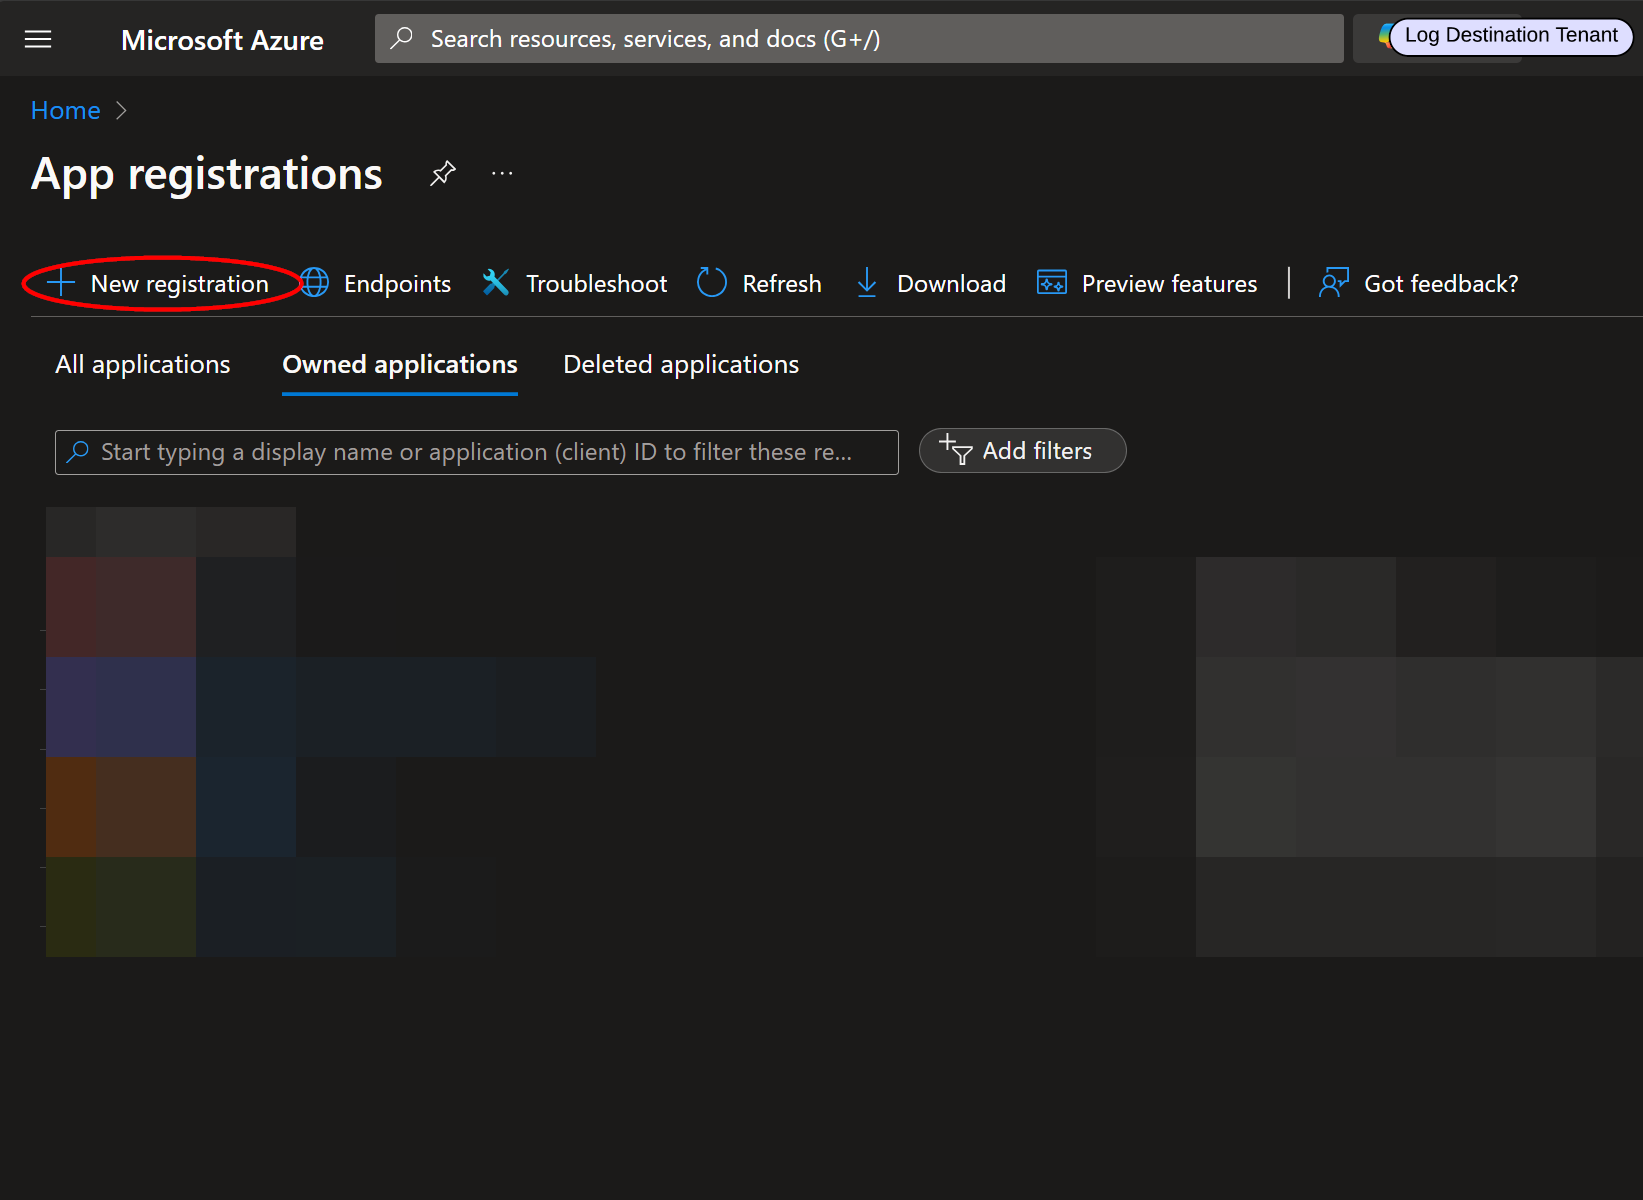 Microsoft Azure
Search resources, services, and docs (G+/)
Log Destination Tenant
Home
App registrations
New registration
Endpoints
Troubleshoot
Refresh
Download
Preview features
Got feedback?
All applications
Owned applications
Deleted applications
Start typing a display name or application (client) ID to filter these re...
Add filters